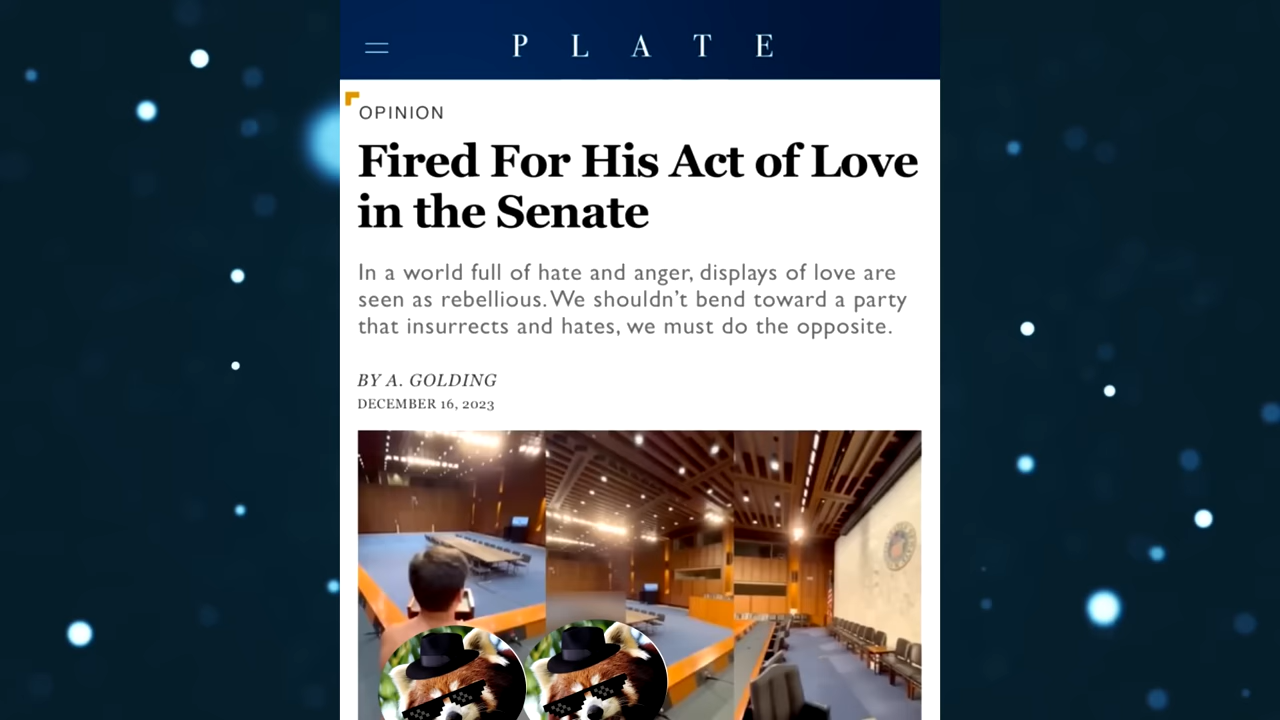 PLATE
OPINION
Fired For His Act of Love
in the Senate
In a world full of hate and anger, displays of love are
seen as rebellious. We shouldn't bend toward a party
that insurrects and hates, we must do the opposite.
BY A. GOLDING
DECEMBER 16, 2023